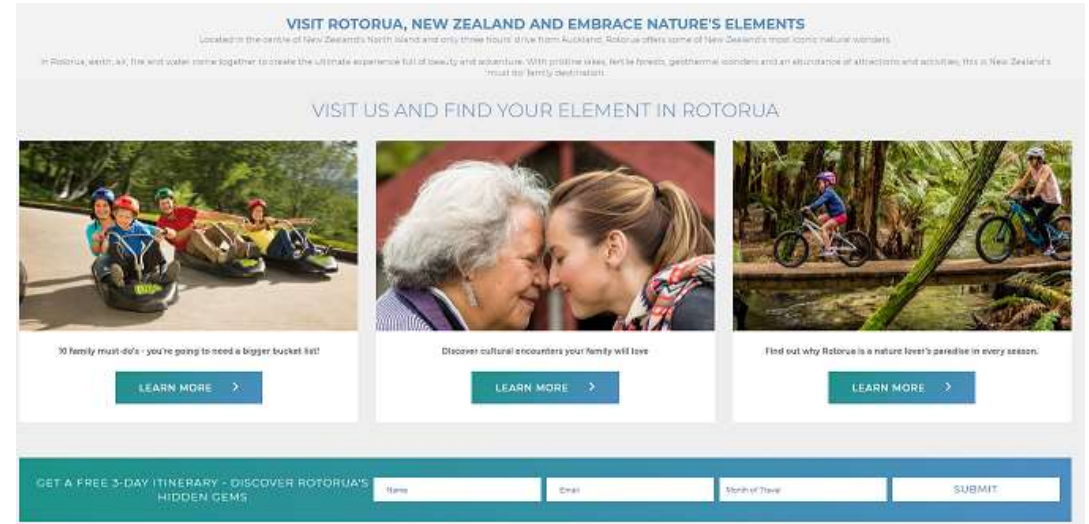 VISIT ROTORUA, NEW ZEALAND AND EMBRACE NATURE'S ELEMENTS
Located in the centre of New Zealand's North Island and only three hours' drive from Auckland, Rotorua offers some of New Zealand's most iconic natural wonders.
In Rotorua, earth, air, fire and water come together to create the ultimate experience full of beauty and adventure. With pristine lakes, fertile forests, geothermal wonders and an abundance of attractions and activities, this is New Zealand's
'must do' family destination.
VISIT US AND FIND YOUR ELEMENT IN ROTORUA
10 family must-do's - you're going to need a bigger bucket list!
LEARN MORE >
Discover cultural encounters your family will love
LEARN MORE >
Find out why Rotorua is a nature lover's paradise in every season.
LEARN MORE >
GET A FREE 3-DAY ITINERARY - DISCOVER ROTORUA'S
HIDDEN GEMS
Name
Email
Month of Travel
SUBMIT